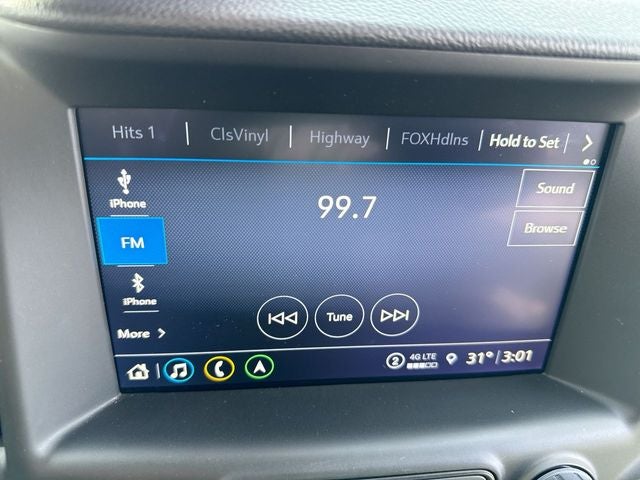 Hits 1 | ClsVinyl | Highway | FOXHdlns | Hold to Set | >
iPhone
99.7
Sound
FM
Browse
iPhone
Tune
More >
2 4G LTE 31° | 3:01